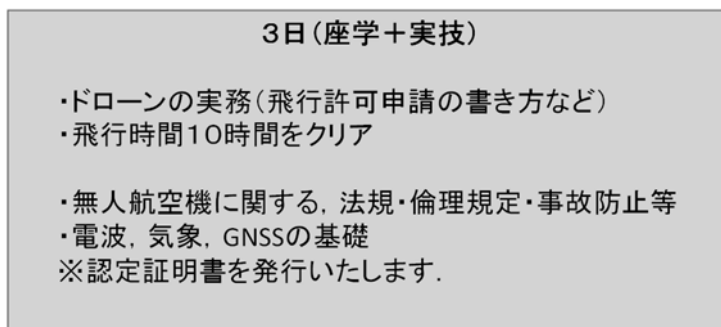 3日(座学+実技)
・ドローンの実務(飛行許可申請の書き方など)
・飛行時間10時間をクリア
・無人航空機に関する, 法規・倫理規定・事故防止等
・電波, 気象, GNSSの基礎
※認定証明書を発行いたします.